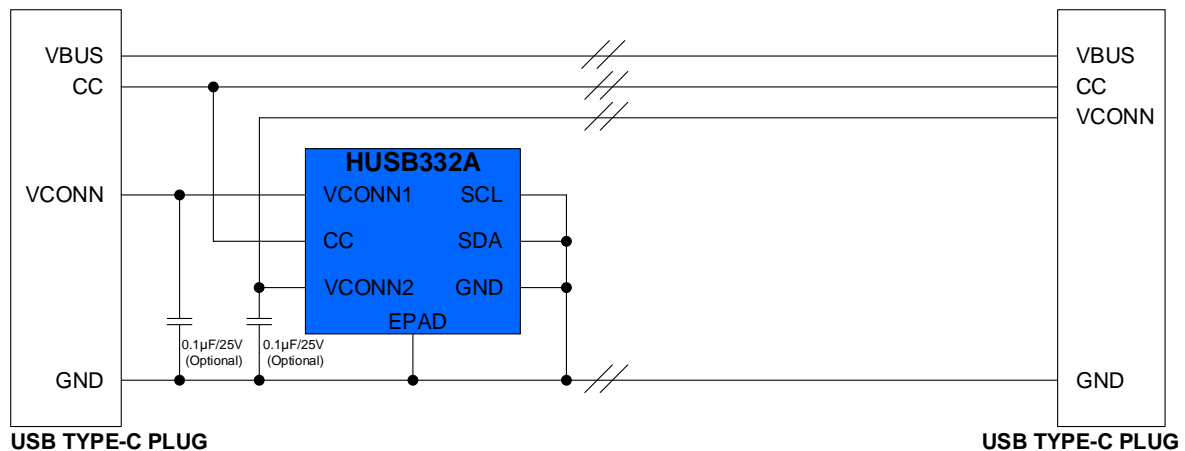 VBUS
CC
VCONN
GND
USB TYPE-C PLUG
HUSB332A
VCONN1
SCL
CC
SDA
VCONN2
GND
EPAD
0.1µF/25V
(Optional)
0.1µF/25V
(Optional)
VBUS
CC
VCONN
GND
USB TYPE-C PLUG